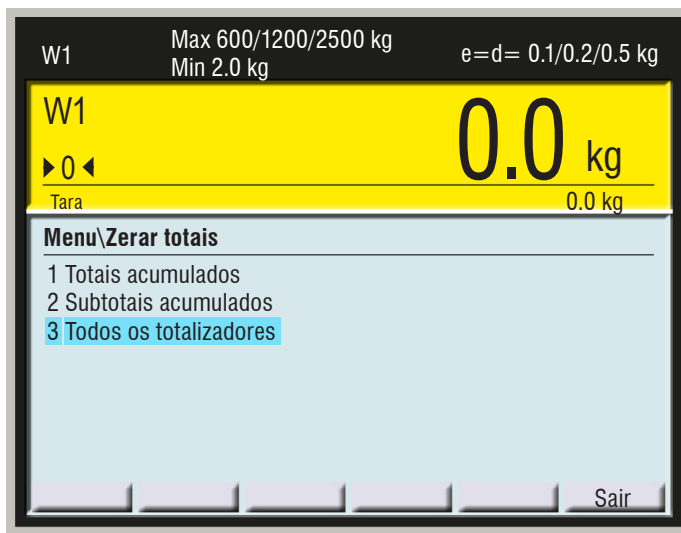 W1
Max 600/1200/2500 kg
Min 2.0 kg
e=d= 0.1/0.2/0.5 kg
W1
0.0 kg
0
Tara
0.0 kg
Menu\Zerar totais
1 Totais acumulados
2 Subtotais acumulados
3 Todos os totalizadores
Sair